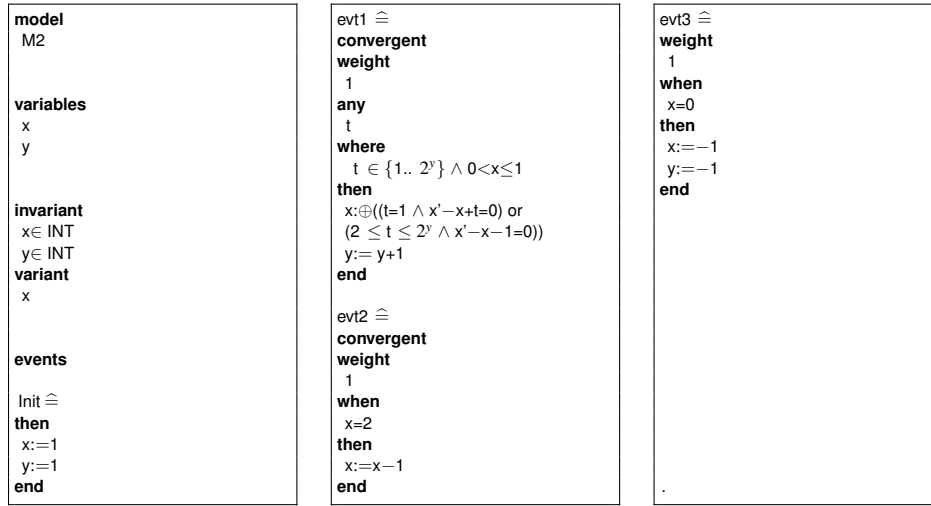 model
M2
variables
x
y
invariant
x∈ INT
y∈ INT
variant
x
events
Init ≙
then
x:=1
y:=1
end
evt1 ≙
convergent
weight
1
any
t
where
t ∈ {1.. 2^y} ∧ 0<x≤1
then
x:⊕((t=1 ∧ x'−x+t=0) or
(2 ≤ t ≤ 2^y ∧ x'−x−1=0))
y:= y+1
end
evt2 ≙
convergent
weight
1
when
x=2
then
x:=x−1
end
evt3 ≙
weight
1
when
x=0
then
x:=−1
y:=−1
end
.